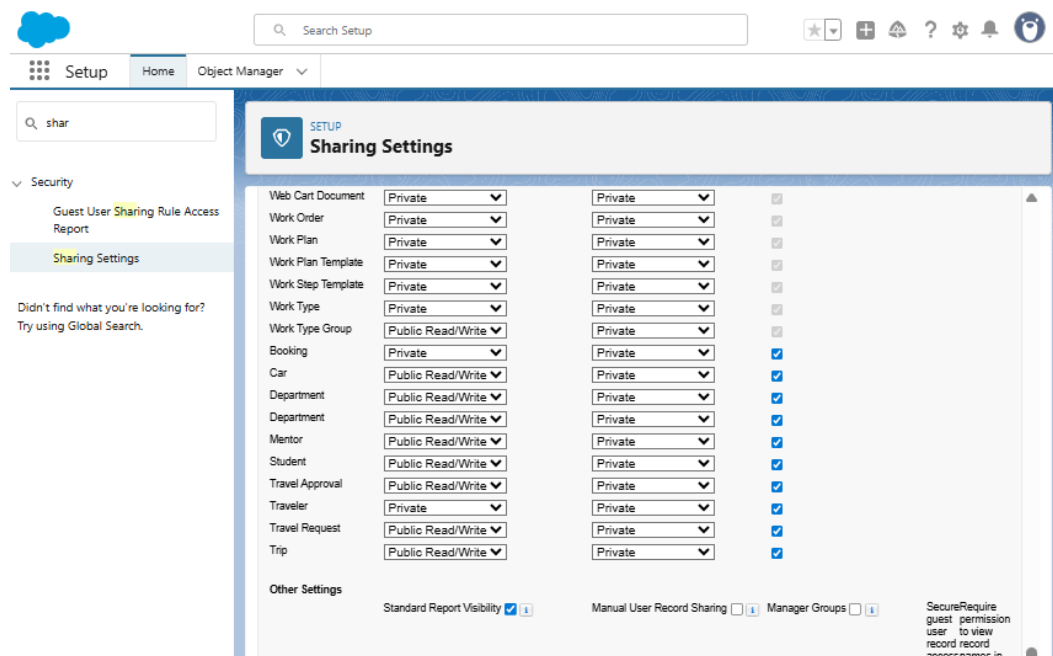 Search Setup
Setup
Home
Object Manager
shar
Security
Guest User Sharing Rule Access
Report
Sharing Settings
Didn't find what you're looking for?
Try using Global Search.
SETUP
Sharing Settings
Web Cart Document Private Private
Work Order Private Private
Work Plan Private Private
Work Plan Template Private Private
Work Step Template Private Private
Work Type Private Private
Work Type Group Public Read/Write Private
Booking Private Private
Car Public Read/Write Private
Department Public Read/Write Private
Department Public Read/Write Private
Mentor Public Read/Write Private
Student Public Read/Write Private
Travel Approval Public Read/Write Private
Traveler Private Private
Travel Request Public Read/Write Private
Trip Public Read/Write Private
Other Settings
Standard Report Visibility Manual User Record Sharing Manager Groups
Secure Require
guest permission
user to view
record record
access names in